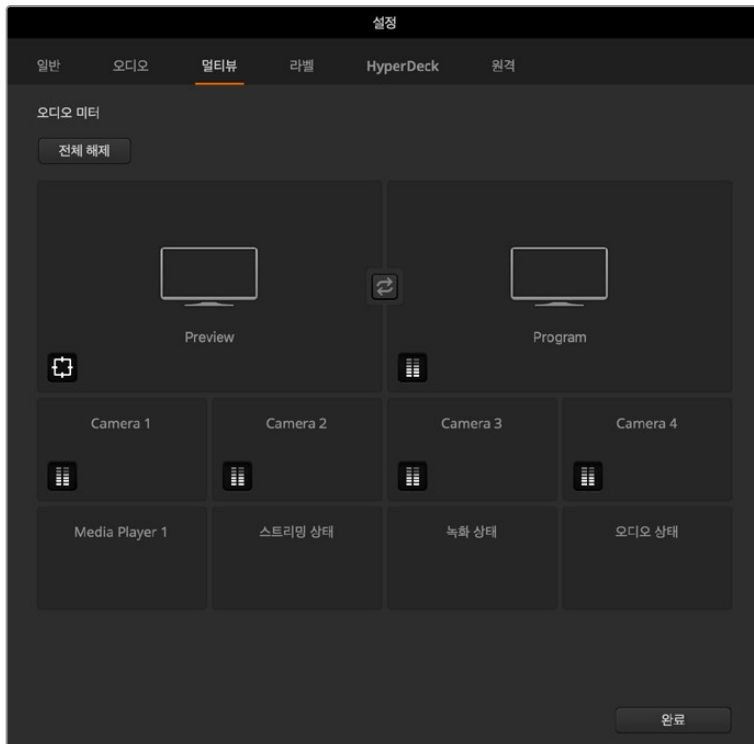 설정
일반 오디오 멀티뷰 라벨 HyperDeck 원격
오디오 미터
전체 해제
Preview Program
Camera 1 Camera 2 Camera 3 Camera 4
Media Player 1 스트리밍 상태 녹화 상태 오디오 상태
완료